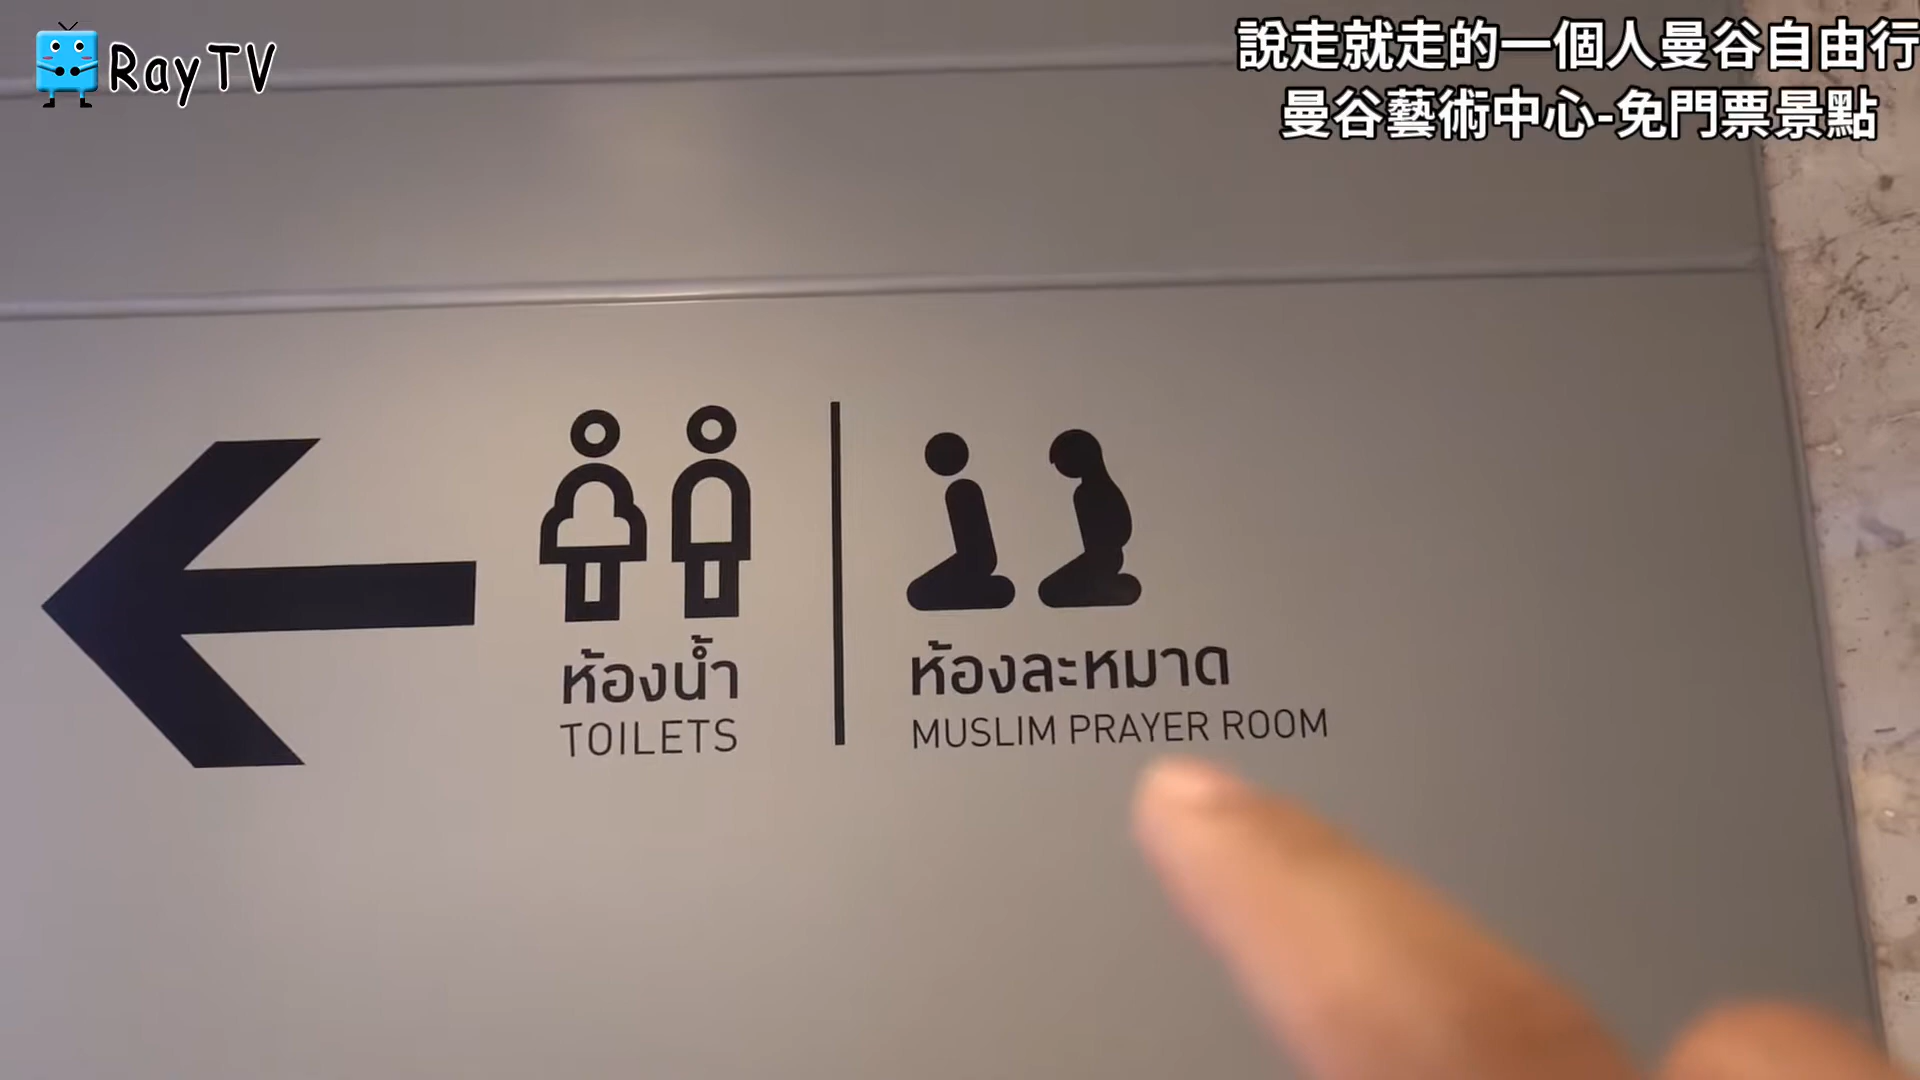 RayTV
說走就走的一個人曼谷自由行
曼谷藝術中心-免門票景點
ห้องน้ำ
TOILETS
ห้องละหมาด
MUSLIM PRAYER ROOM